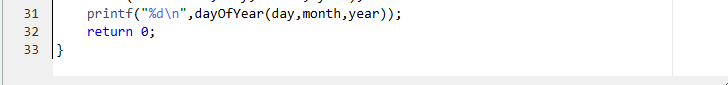 31 printf("%d\n",dayOfYear(day,month,year));
32 return 0;
33 }